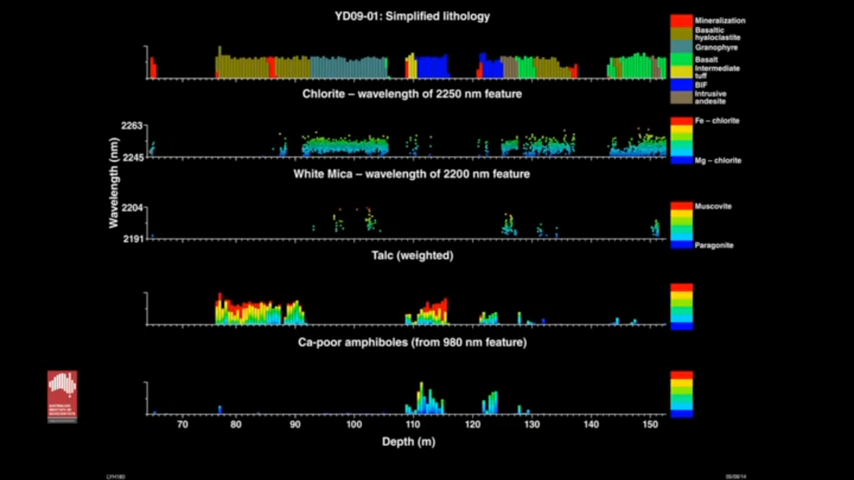 YD09-01: Simplified lithology
Mineralization
Basaltic
hyaloclastite
Granophyre
Basalt
Intermediate
tuff
BIF
Intrusive
andesite
Chlorite – wavelength of 2250 nm feature
2263
2245
Fe – chlorite
Mg – chlorite
White Mica – wavelength of 2200 nm feature
Wavelength (nm)
2204
2191
Muscovite
Paragonite
Talc (weighted)
Ca-poor amphiboles (from 980 nm feature)
70 80 90 100 110 120 130 140 150
Depth (m)